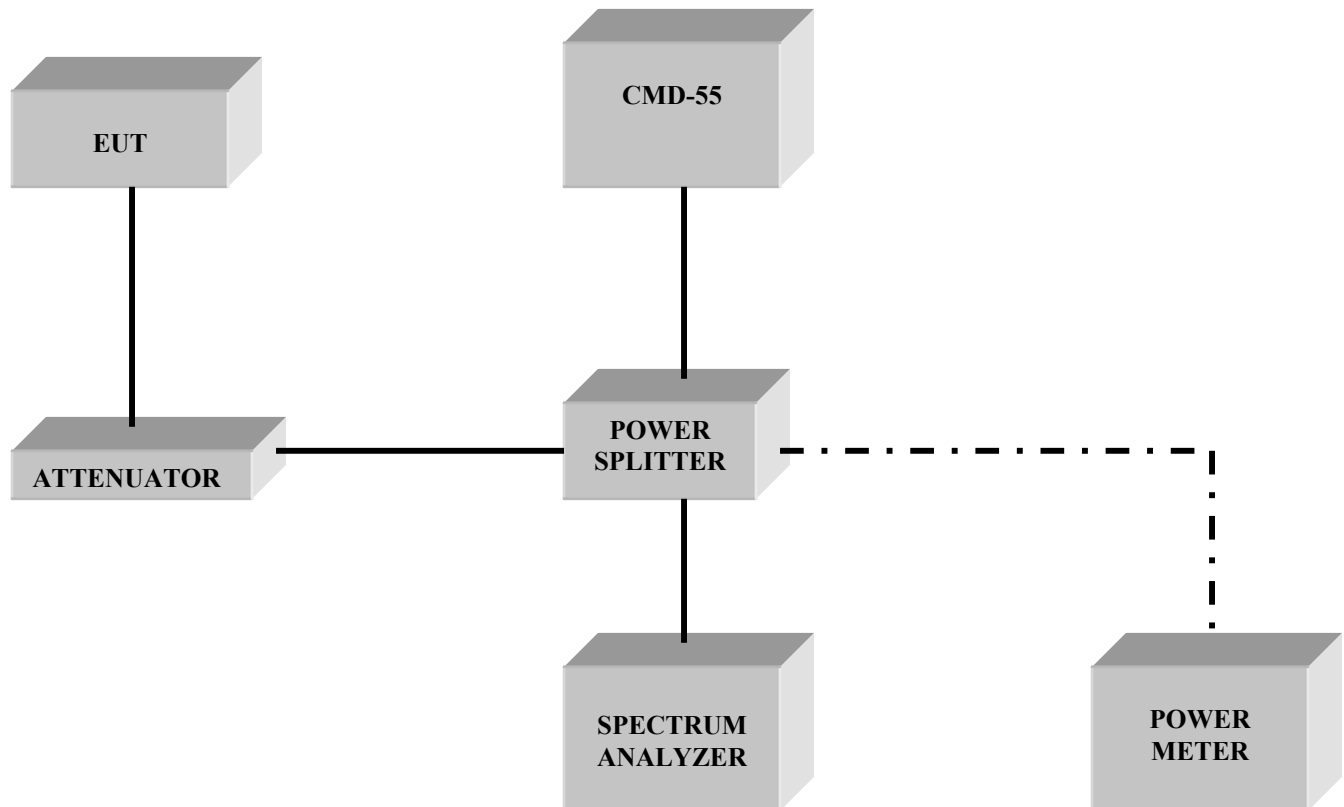 EUT
CMD-55
ATTENUATOR
POWER
SPLITTER
SPECTRUM
ANALYZER
POWER
METER